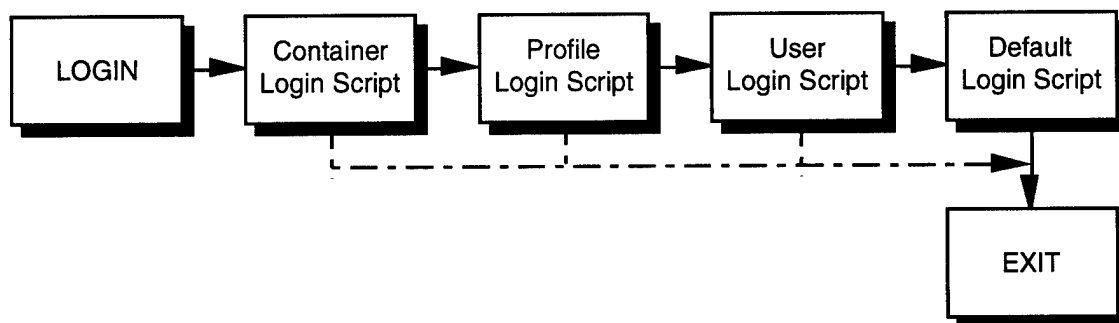 LOGIN
Container
Login Script
Profile
Login Script
User
Login Script
Default
Login Script
EXIT